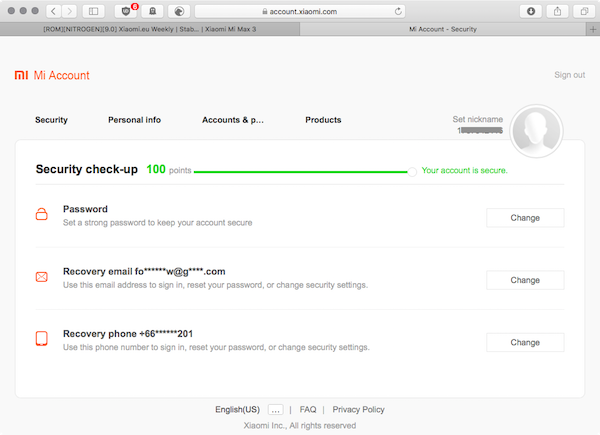 8
account.xiaomi.com
[ROM][NITROGEN][9.0] Xiaomi.eu Weekly | Stab... | Xiaomi Mi Max 3
Mi Account - Security
Mi Account
Sign out
Security
Personal info
Accounts & p...
Products
Set nickname
Security check-up 100 points
Your account is secure.
Password
Set a strong password to keep your account secure
Change
Recovery email fo******w@g****.com
Use this email address to sign in, reset your password, or change security settings.
Change
Recovery phone +66******201
Use this phone number to sign in, reset your password, or change security settings.
Change
English(US) ... | FAQ | Privacy Policy
Xiaomi Inc., All rights reserved